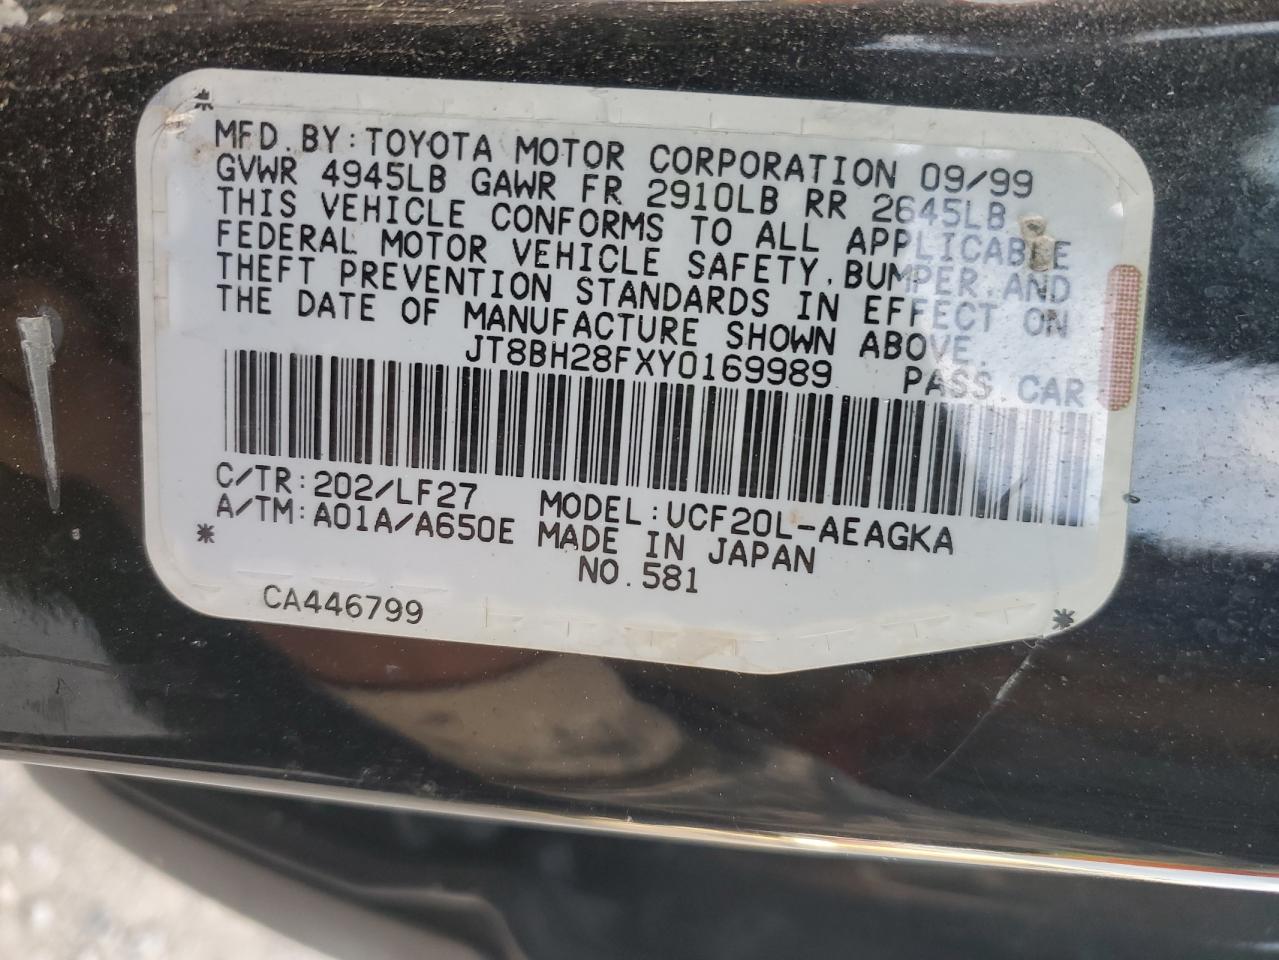 MFD.BY:TOYOTA MOTOR CORPORATION 09/99
GVWR 4945LB GAWR FR 2910LB RR 2645LB
THIS VEHICLE CONFORMS TO ALL APPLICABLE
FEDERAL MOTOR VEHICLE SAFETY,BUMPER,AND
THEFT PREVENTION STANDARDS IN EFFECT ON
THE DATE OF MANUFACTURE SHOWN ABOVE.
JT8BH28FXY0169989 PASS.CAR
C/TR:202/LF27 MODEL:UCF20L-AEAGKA
A/TM:A01A/A650E MADE IN JAPAN
NO.581
CA446799